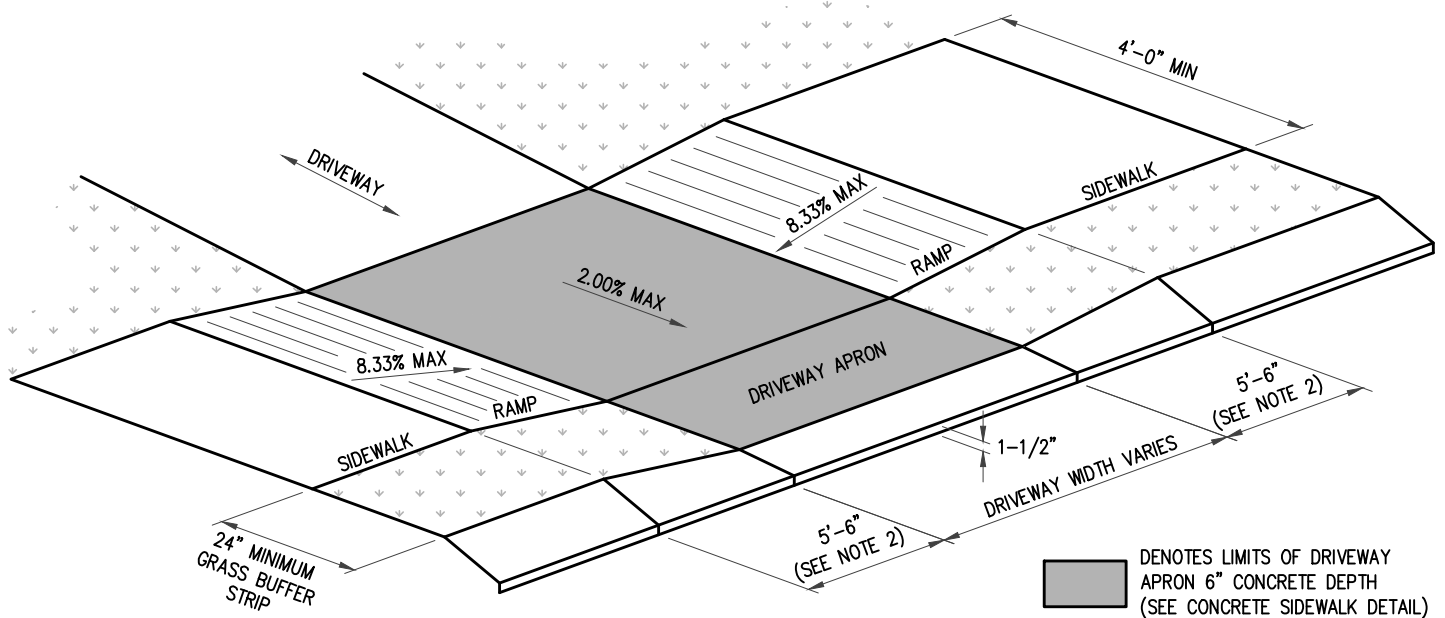 4'-0" MIN
DRIVEWAY
SIDEWALK
8.33% MAX
RAMP
2.00% MAX
8.33% MAX
DRIVEWAY APRON
RAMP
5'-6"
(SEE NOTE 2)
SIDEWALK
1-1/2"
DRIVEWAY WIDTH VARIES
24" MINIMUM
GRASS BUFFER
STRIP
5'-6"
(SEE NOTE 2)
DENOTES LIMITS OF DRIVEWAY
APRON 6" CONCRETE DEPTH
(SEE CONCRETE SIDEWALK DETAIL)